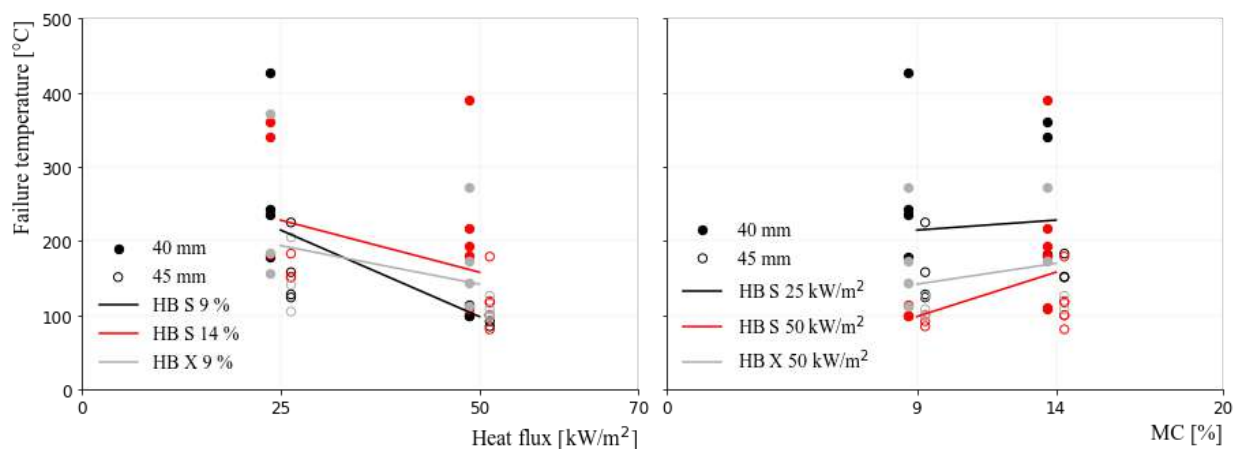 500
400
300
200
100
0
Failure temperature [°C]
40 mm
45 mm
HB S 9 %
HB S 14 %
HB X 9 %
0
25
50
70
Heat flux [kW/m²]
40 mm
45 mm
HB S 25 kW/m²
HB S 50 kW/m²
HB X 50 kW/m²
0
9
14
20
MC [%]